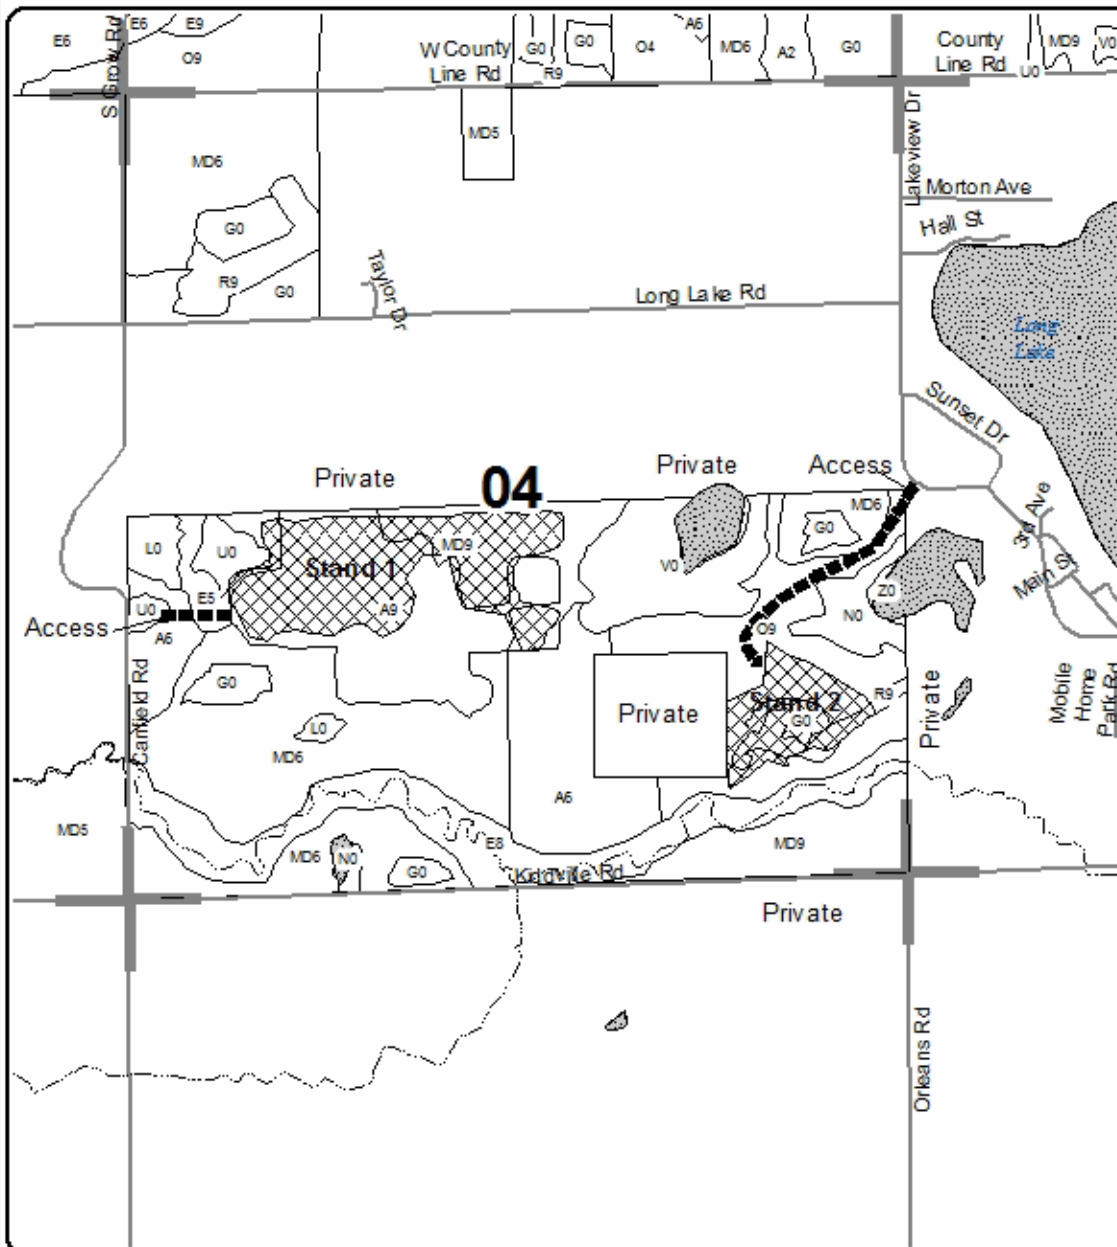 E6
E6
E9
O9
S Grow Rd
W County
Line Rd
G0
R9
G0
O4
A6
MD6
A2
G0
County
Line Rd
U0
MD9
V0
MD5
MD6
Lakeview Dr
Morton Ave
Hall St
G0
R9
G0
Taylor Dr
Long Lake Rd
Long
Lake
Sunset Dr
Private
04
Private
Access
MD6
G0
3rd Ave
Main St
L0
U0
MD9
Stand 1
V0
Z0
U0
E5
A9
N0
Access
A6
O9
Canfield Rd
G0
Private
Stand 2
G0
R9
Private
Mobile
Home
Park Rd
L0
MD6
A6
MD5
MD6
N0
G0
E8
MD9
Kiddville Rd
Private
Orleans Rd